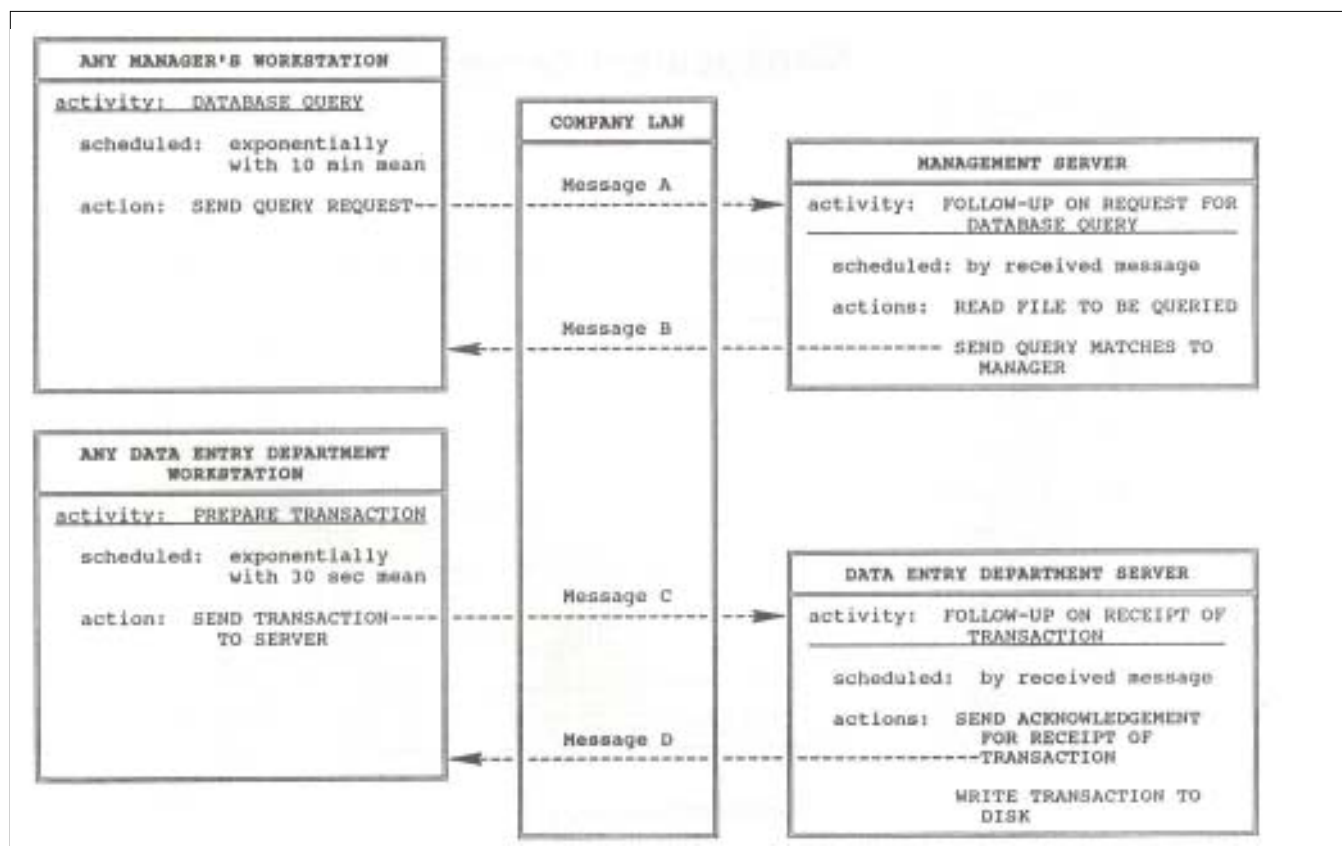 ANY MANAGER'S WORKSTATION
activity: DATABASE QUERY
scheduled: exponentially
with 10 min mean
action: SEND QUERY REQUEST
COMPANY LAN
Message A
Message B
MANAGEMENT SERVER
activity: FOLLOW-UP ON REQUEST FOR
DATABASE QUERY
scheduled: by received message
actions: READ FILE TO BE QUERIED
SEND QUERY MATCHES TO
MANAGER
ANY DATA ENTRY DEPARTMENT
WORKSTATION
activity: PREPARE TRANSACTION
scheduled: exponentially
with 30 sec mean
action: SEND TRANSACTION
TO SERVER
Message C
Message D
DATA ENTRY DEPARTMENT SERVER
activity: FOLLOW-UP ON RECEIPT OF
TRANSACTION
scheduled: by received message
actions: SEND ACKNOWLEDGEMENT
FOR RECEIPT OF
TRANSACTION
WRITE TRANSACTION TO
DISK